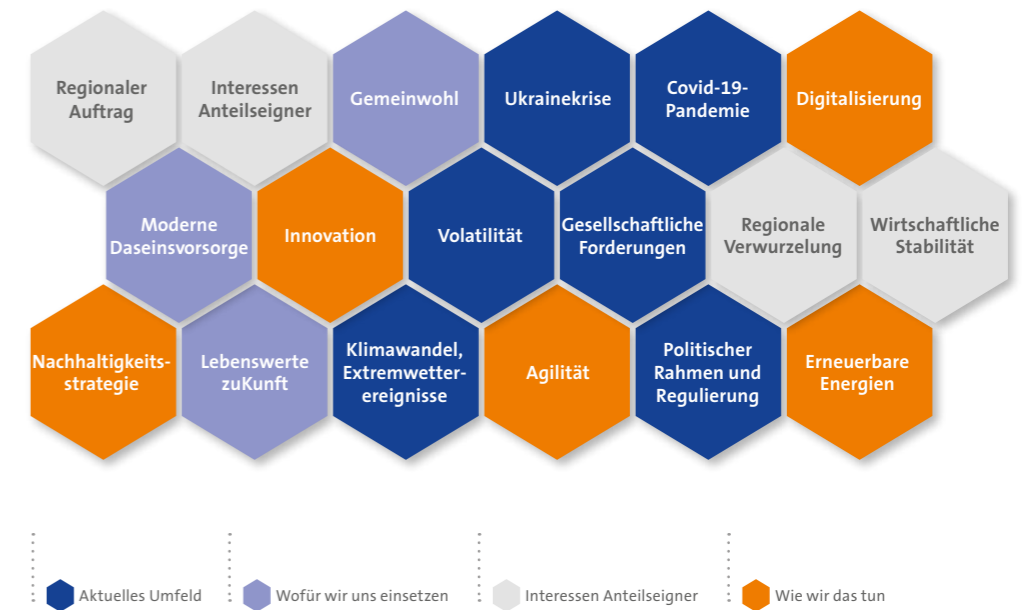 Regionaler
Auftrag
Interessen
Anteilseigner
Gemeinwohl
Ukrainekrise
Covid-19-
Pandemie
Digitalisierung
Moderne
Daseinsvorsorge
Innovation
Volatilität
Gesellschaftliche
Forderungen
Regionale
Verwurzelung
Wirtschaftliche
Stabilität
Nachhaltigkeits-
strategie
Lebenswerte
zuKunft
Klimawandel,
Extremwetter-
ereignisse
Agilität
Politischer
Rahmen und
Regulierung
Erneuerbare
Energien
Aktuelles Umfeld
Wofür wir uns einsetzen
Interessen Anteilseigner
Wie wir das tun